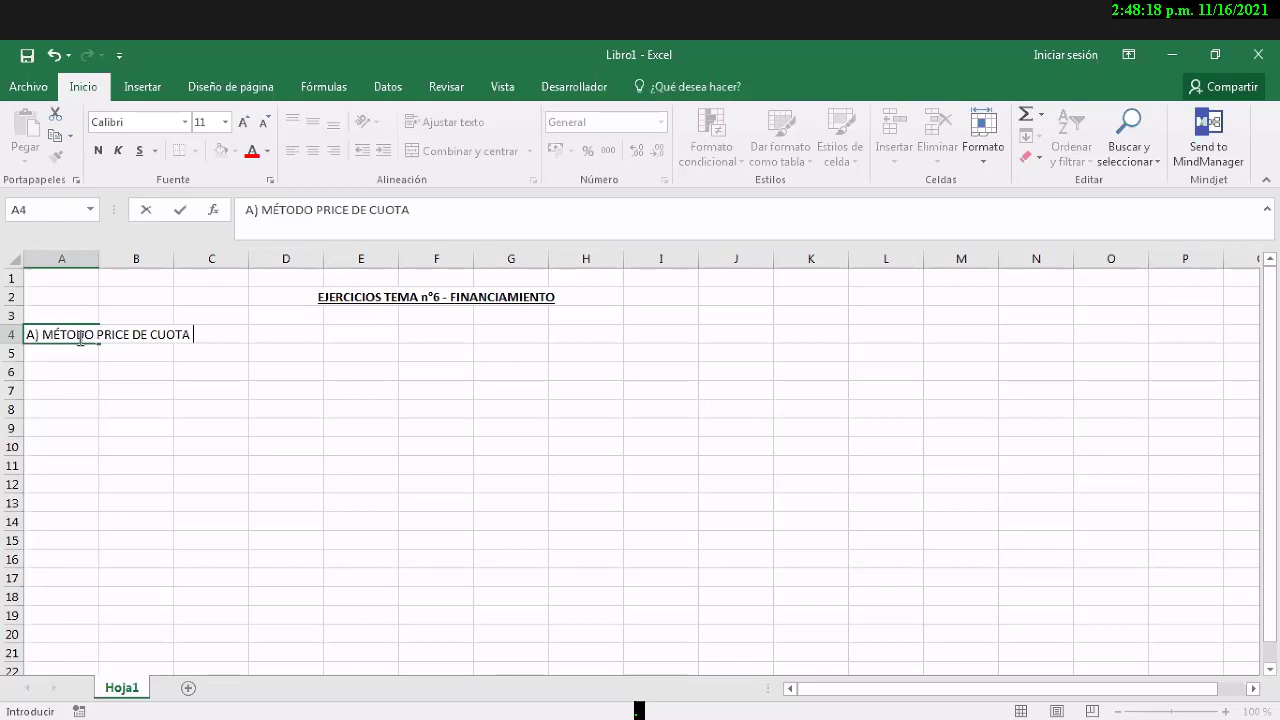 2:48:18 p.m. 11/16/2021
Libro1 - Excel
Iniciar sesión
Archivo Inicio Insertar Diseño de página Fórmulas Datos Revisar Vista Desarrollador ¿Qué desea hacer? Compartir
Pegar
Calibri 11
N K S
Ajustar texto
Combinar y centrar
General
% 000
Formato condicional
Dar formato como tabla
Estilos de celda
Insertar Eliminar Formato
Ordenar y filtrar
Buscar y seleccionar
Send to MindManager
Portapapeles Fuente Alineación Número Estilos Celdas Editar Mindjet
A4 fx A) MÉTODO PRICE DE CUOTA
A B C D E F G H I J K L M N O P
1
2 EJERCICIOS TEMA n°6 - FINANCIAMIENTO
3
4 A) MÉTODO PRICE DE CUOTA
5
6
7
8
9
10
11
12
13
14
15
16
17
18
19
20
21
22
Hoja1
Introducir 100 %